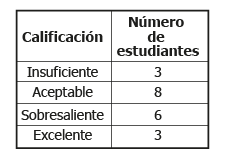 Calificación Número
de
estudiantes
Insuficiente 3
Aceptable 8
Sobresaliente 6
Excelente 3